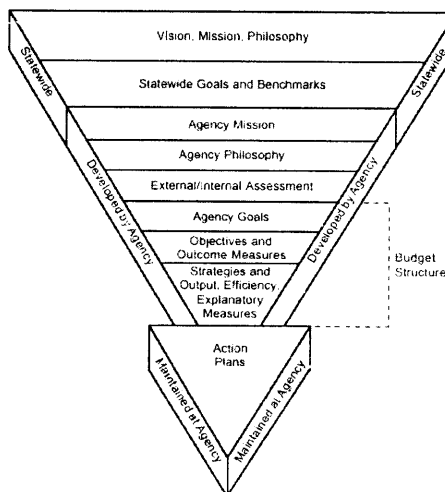 Vision, Mission, Philosophy
Statewide
Statewide
Statewide Goals and Benchmarks
Agency Mission
Agency Philosophy
External/Internal Assessment
Developed by Agency
Developed by Agency
Agency Goals
Objectives and
Outcome Measures
Strategies and
Output, Efficiency,
Explanatory
Measures
Budget
Structure
Action
Plans
Maintained at Agency
Maintained at Agency